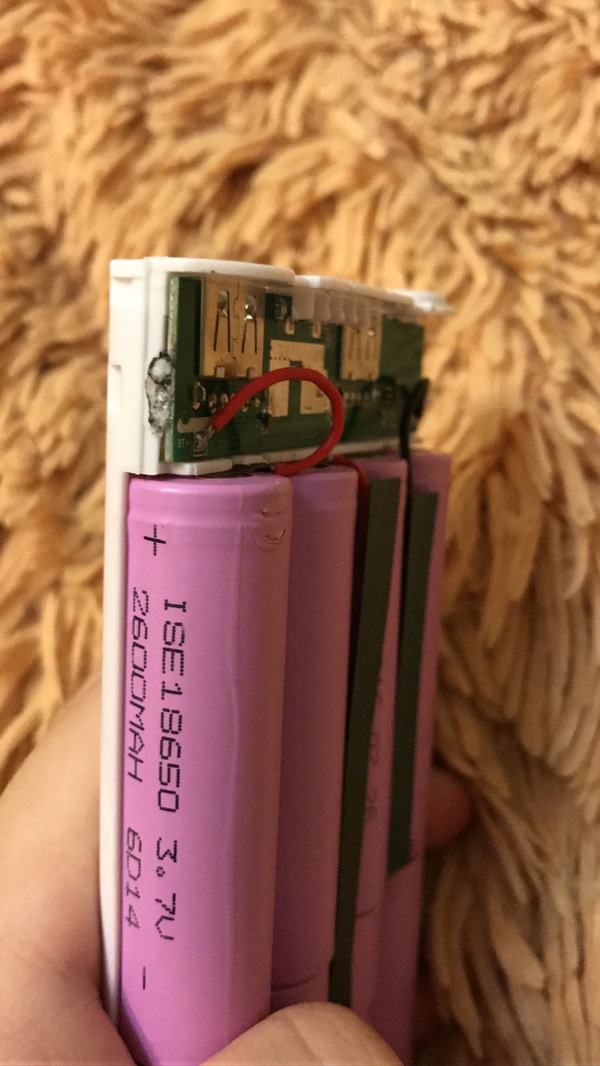 +
ISE18650 3.7V -
2600MAH 6D14